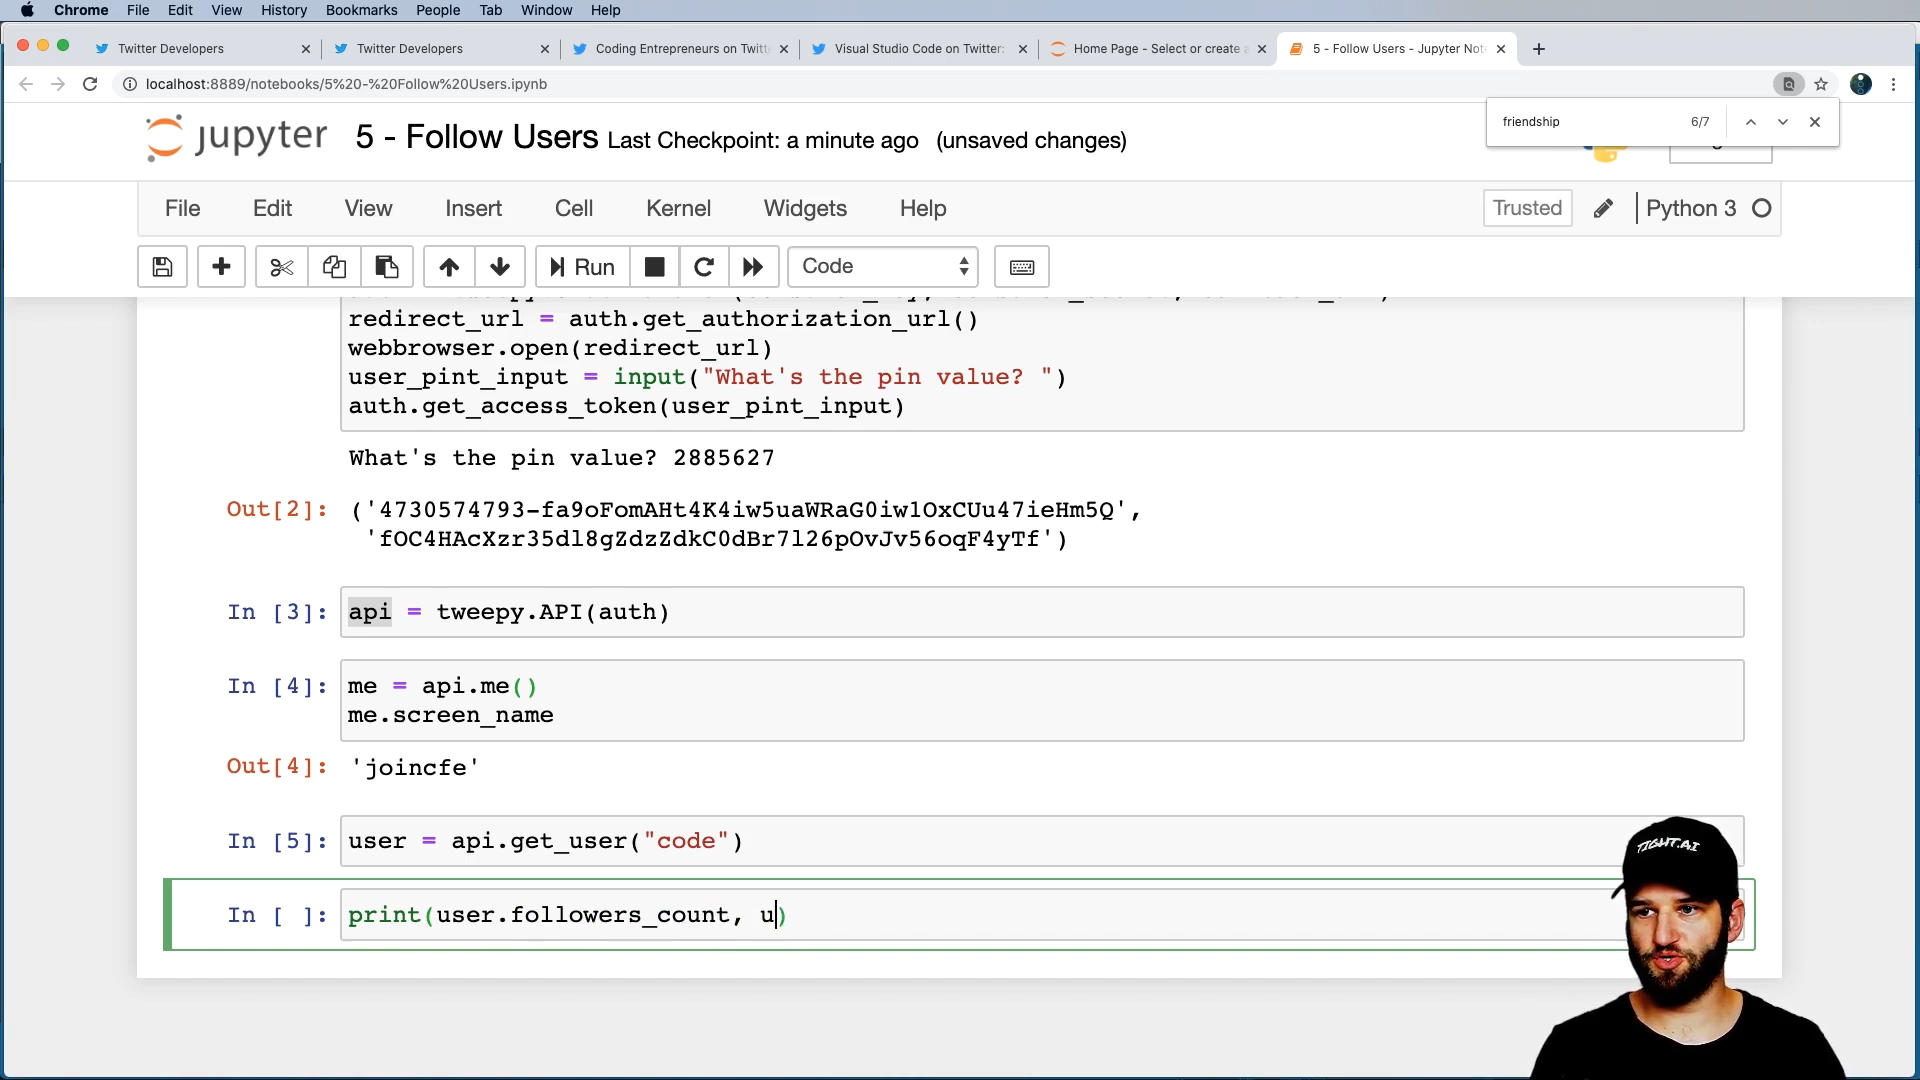 Chrome File Edit View History Bookmarks People Tab Window Help
Twitter Developers
Twitter Developers
Coding Entrepreneurs on Twitt
Visual Studio Code on Twitter:
Home Page - Select or create a
5 - Follow Users - Jupyter Not
localhost:8889/notebooks/5%20-%20Follow%20Users.ipynb
friendship 6/7
jupyter 5 - Follow Users Last Checkpoint: a minute ago (unsaved changes)
File Edit View Insert Cell Kernel Widgets Help Trusted Python 3
Run Code
redirect_url = auth.get_authorization_url()
webbrowser.open(redirect_url)
user_pint_input = input("What's the pin value? ")
auth.get_access_token(user_pint_input)
What's the pin value? 2885627
Out[2]: ('4730574793-fa9oFomAHt4K4iw5uaWRaG0iw1OxCUu47ieHm5Q',
'fOC4HAcXzr35dl8gZdzZdkC0dBr7l26pOvJv56oqF4yTf')
In [3]: api = tweepy.API(auth)
In [4]: me = api.me()
me.screen_name
Out[4]: 'joincfe'
In [5]: user = api.get_user("code")
In [ ]: print(user.followers_count, u)
TIGHT.AI